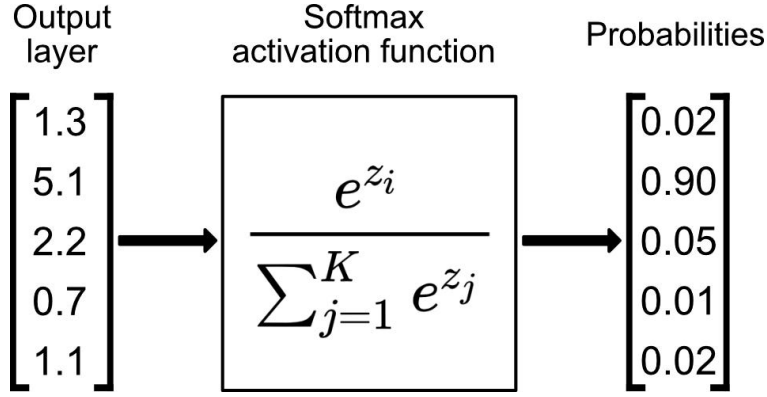 Output
layer
Softmax
activation function
Probabilities
1.3
5.1
2.2
0.7
1.1
e^{z_i}
∑_{j=1}^{K} e^{z_j}
0.02
0.90
0.05
0.01
0.02